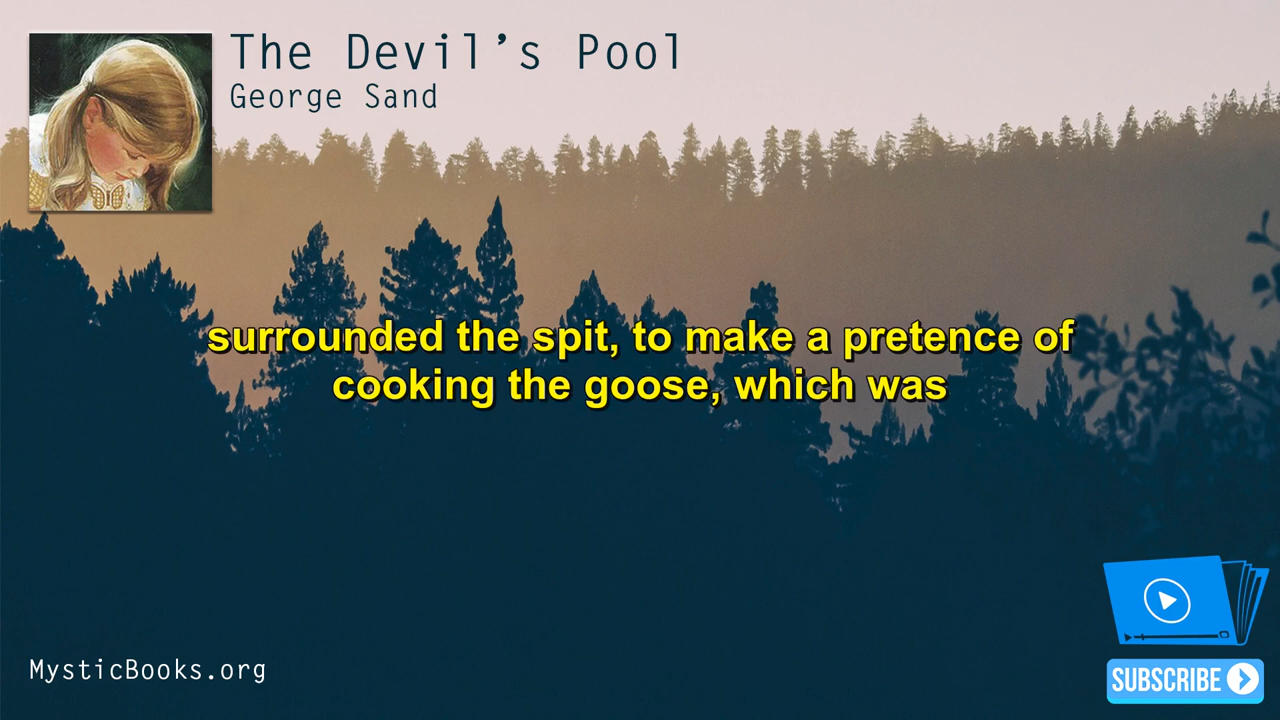 The Devil’s Pool
George Sand
surrounded the spit, to make a pretence of
cooking the goose, which was
MysticBooks.org
SUBSCRIBE